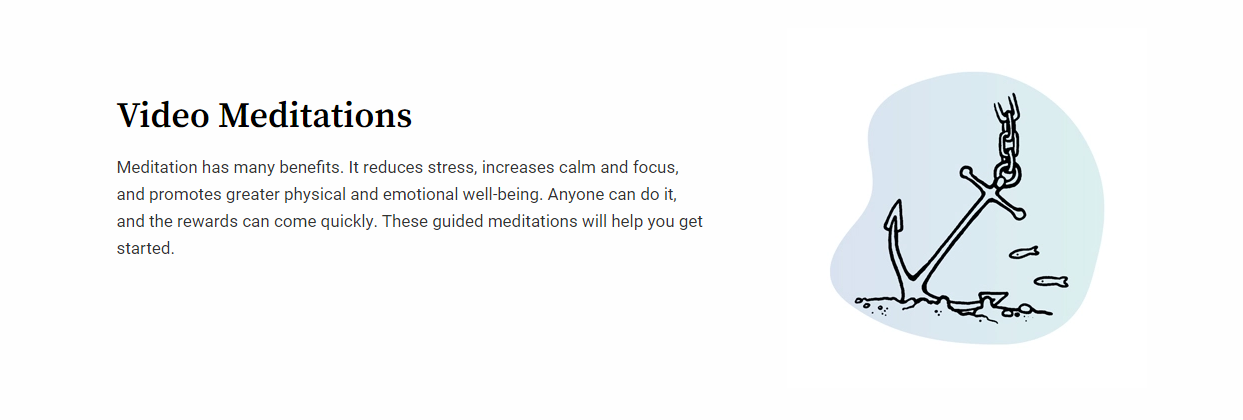 Video Meditations
Meditation has many benefits. It reduces stress, increases calm and focus,
and promotes greater physical and emotional well-being. Anyone can do it,
and the rewards can come quickly. These guided meditations will help you get
started.